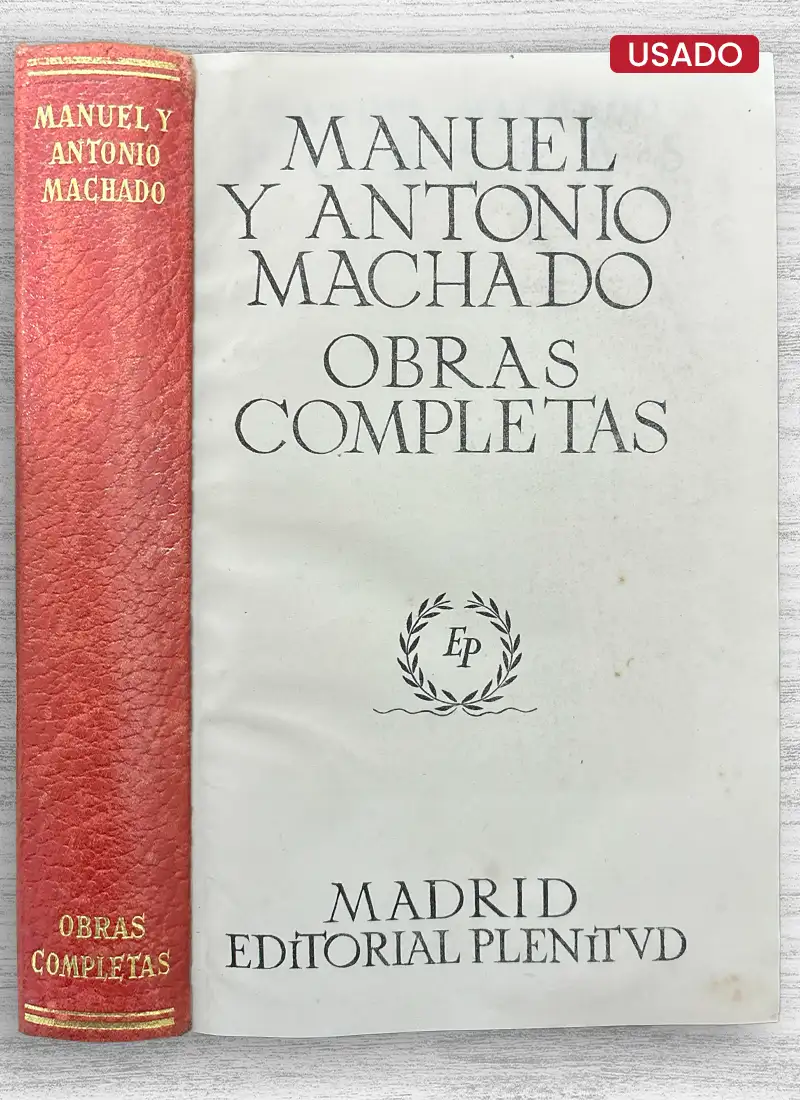 USADO
MANUEL Y
ANTONIO
MACHADO
OBRAS
COMPLETAS
MANUEL
Y ANTONIO
MACHADO
OBRAS
COMPLETAS
EP
MADRID
EDiTORIAL PLENiTVD